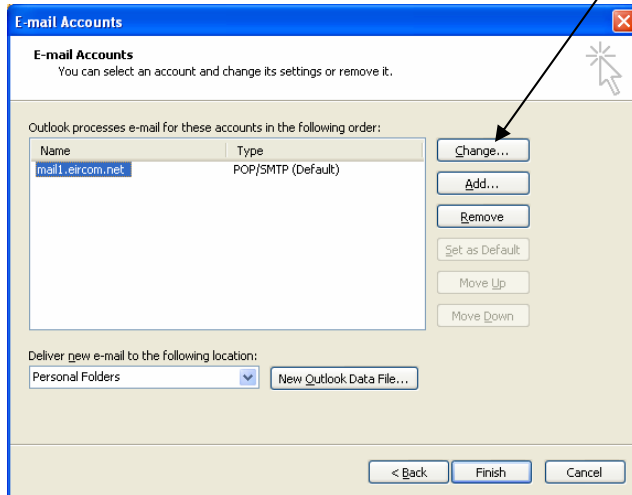 E-mail Accounts
E-mail Accounts
You can select an account and change its settings or remove it.
Outlook processes e-mail for these accounts in the following order:
Name Type
mail1.eircom.net POP/SMTP (Default)
Change...
Add...
Remove
Set as Default
Move Up
Move Down
Deliver new e-mail to the following location:
Personal Folders New Outlook Data File...
< Back Finish Cancel